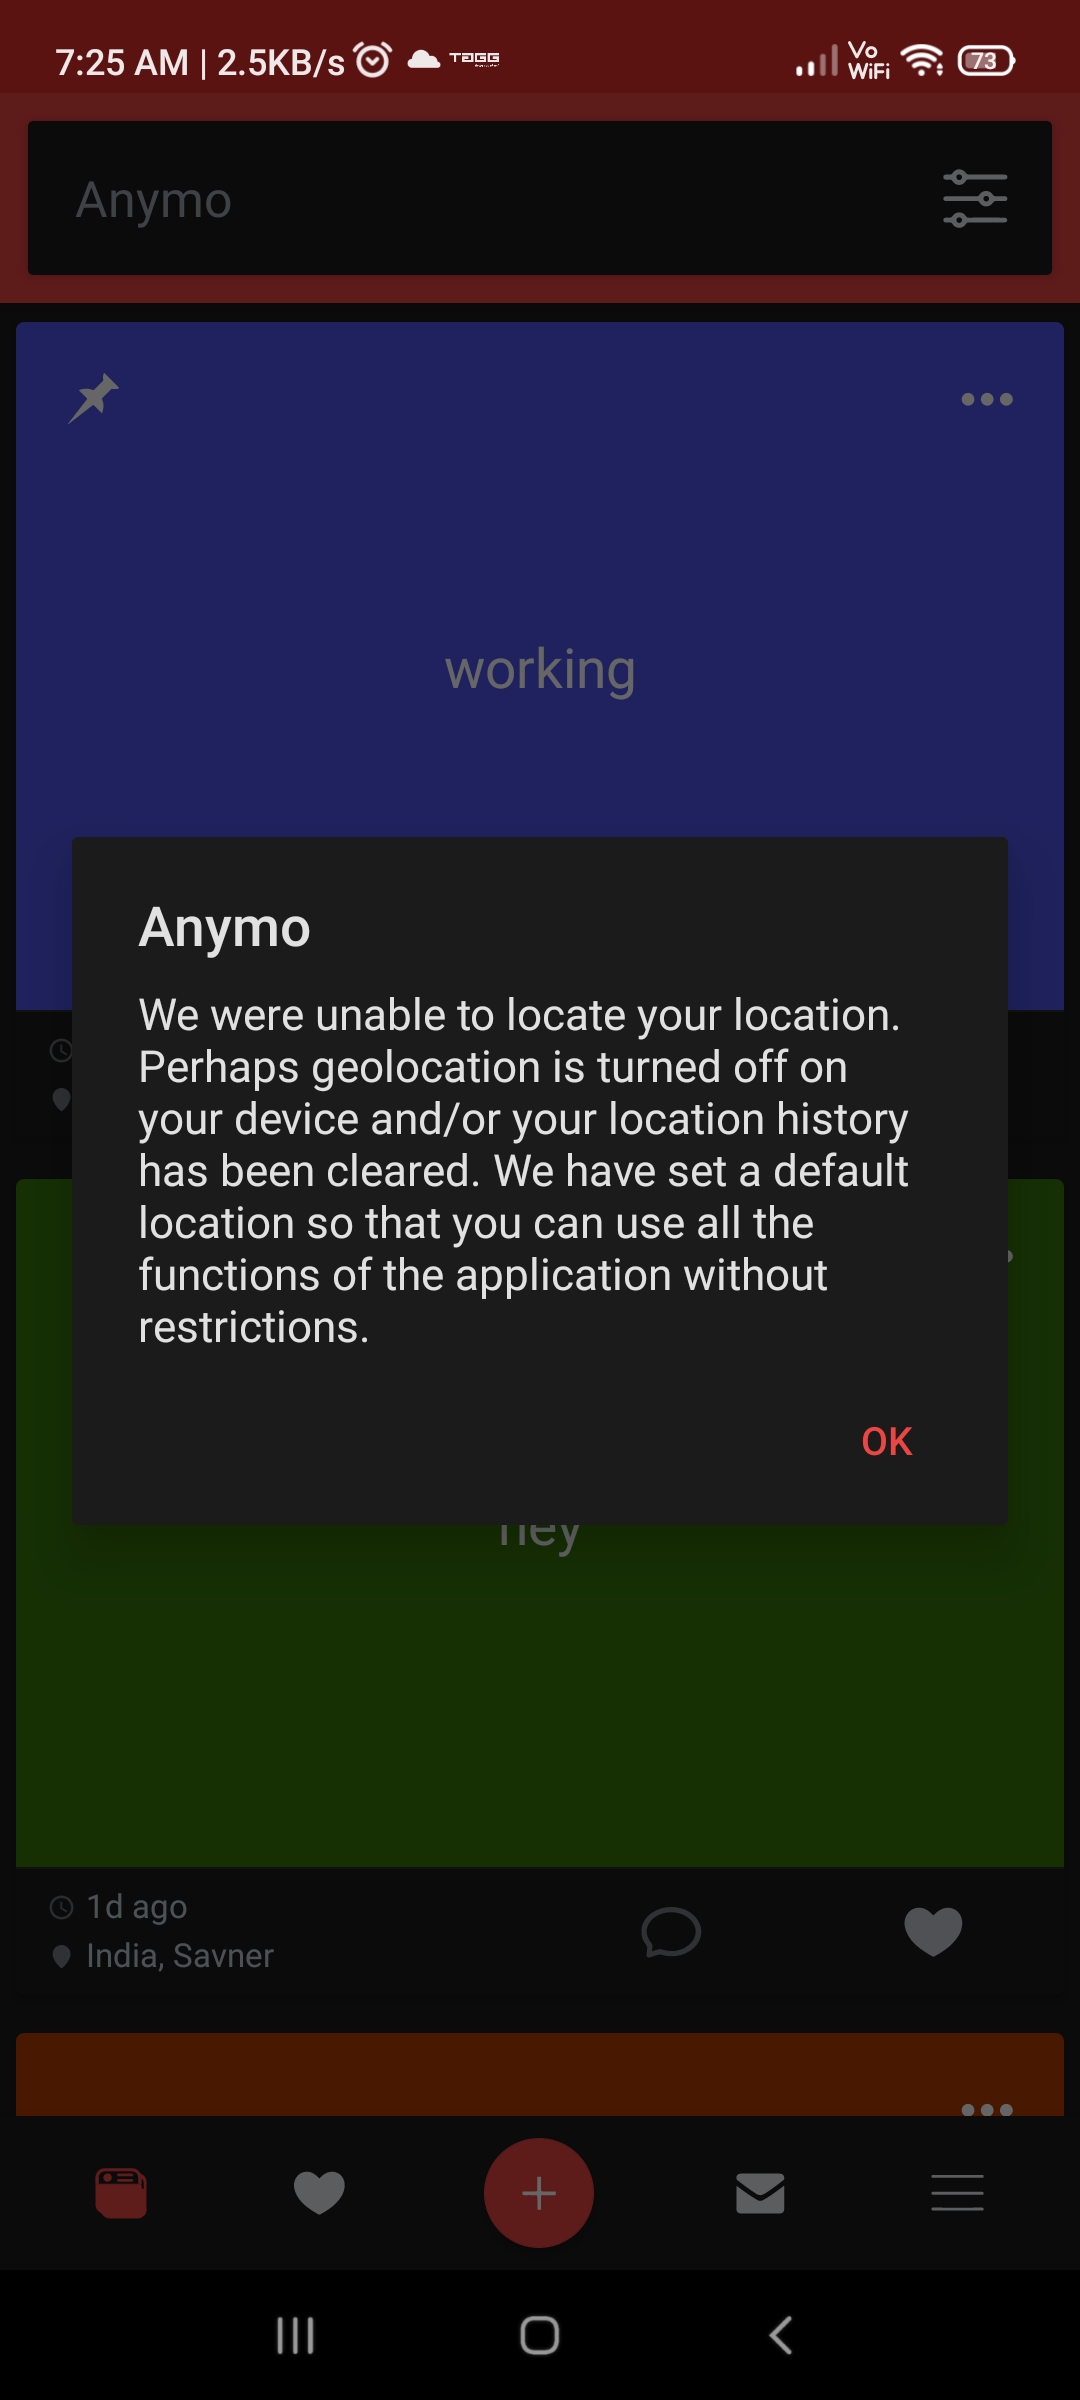 7:25 AM | 2.5KB/s
TAGG
Vo
WiFi
73
Anymo
working
Anymo
We were unable to locate your location.
Perhaps geolocation is turned off on
your device and/or your location history
has been cleared. We have set a default
location so that you can use all the
functions of the application without
restrictions.
OK
hey
1d ago
India, Savner